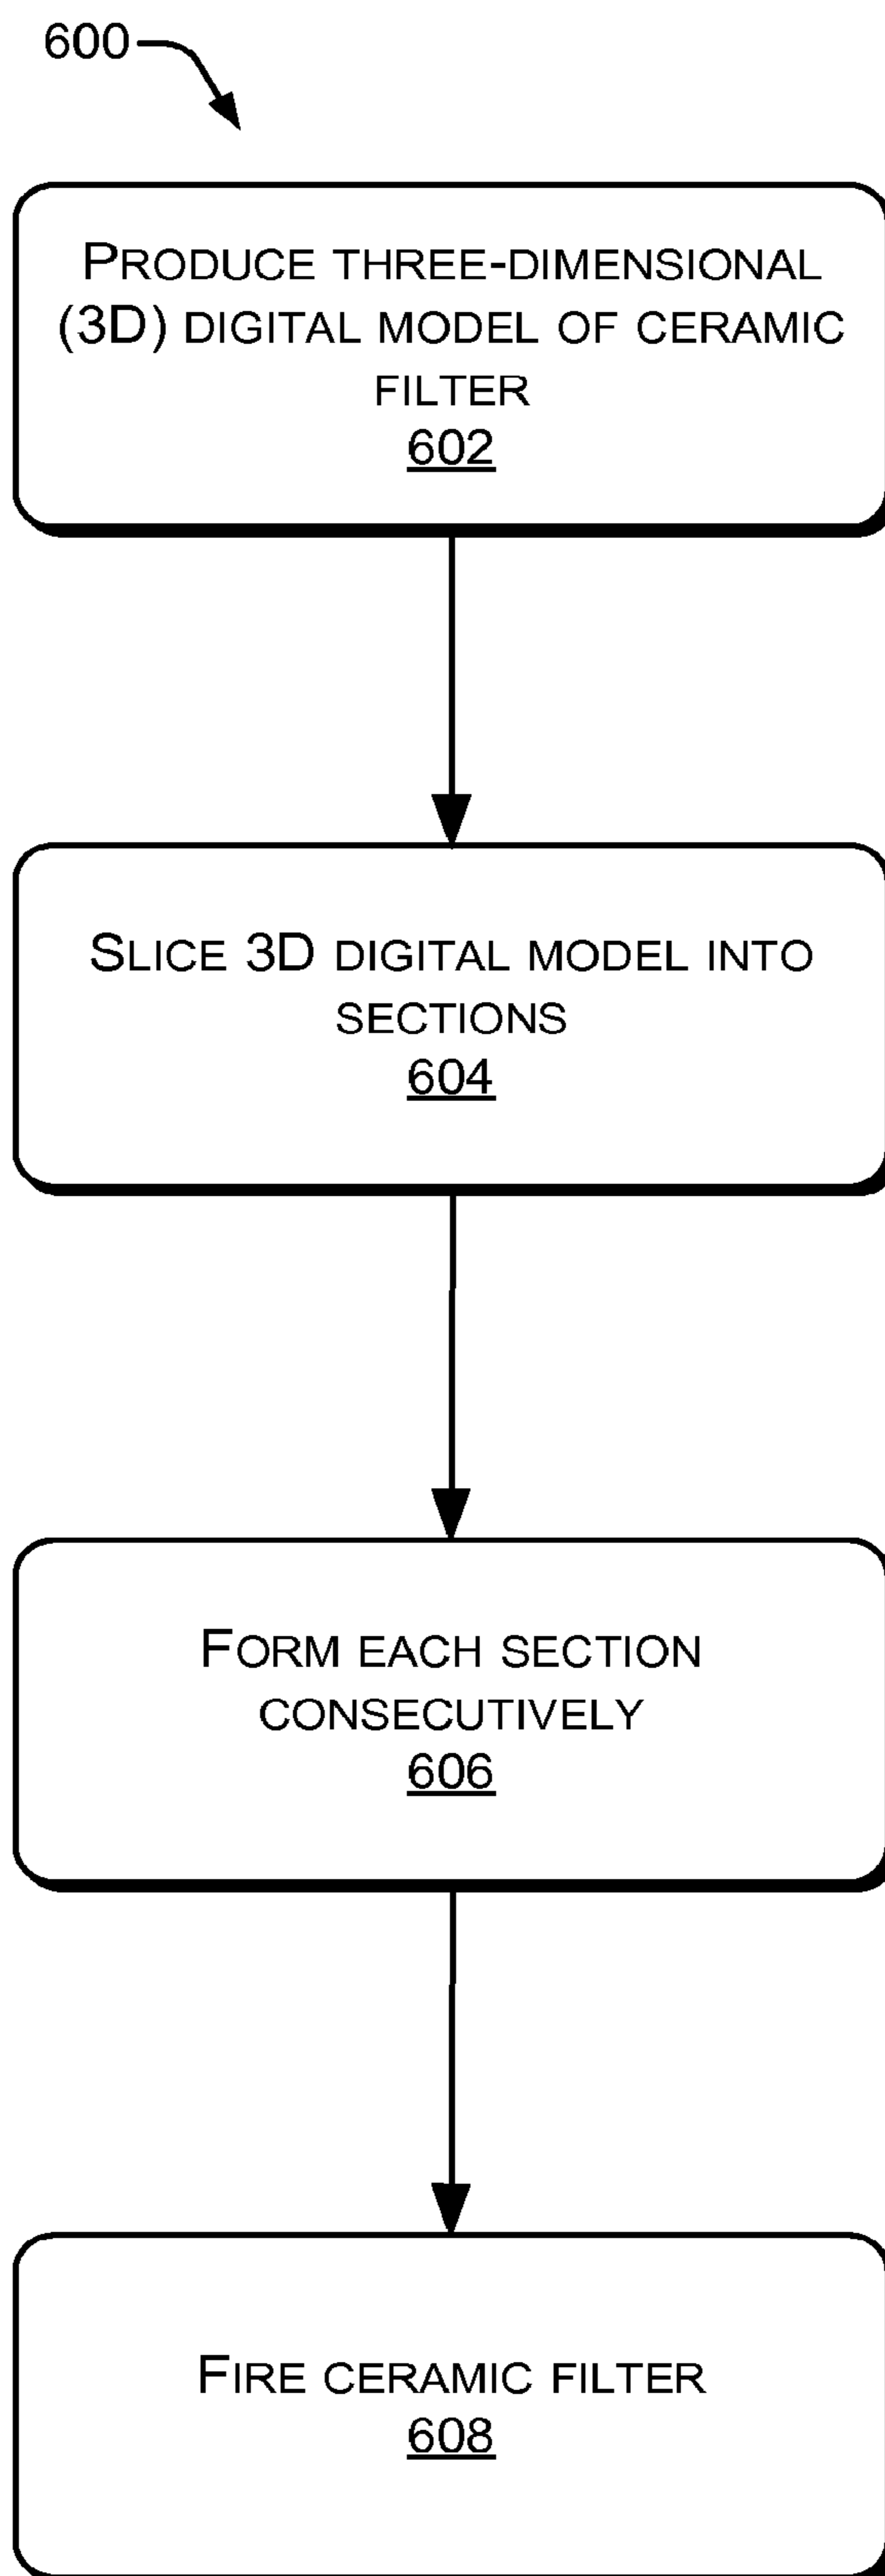 600
PRODUCE THREE-DIMENSIONAL
(3D) DIGITAL MODEL OF CERAMIC
FILTER
602
SLICE 3D DIGITAL MODEL INTO
SECTIONS
604
FORM EACH SECTION
CONSECUTIVELY
606
FIRE CERAMIC FILTER
608